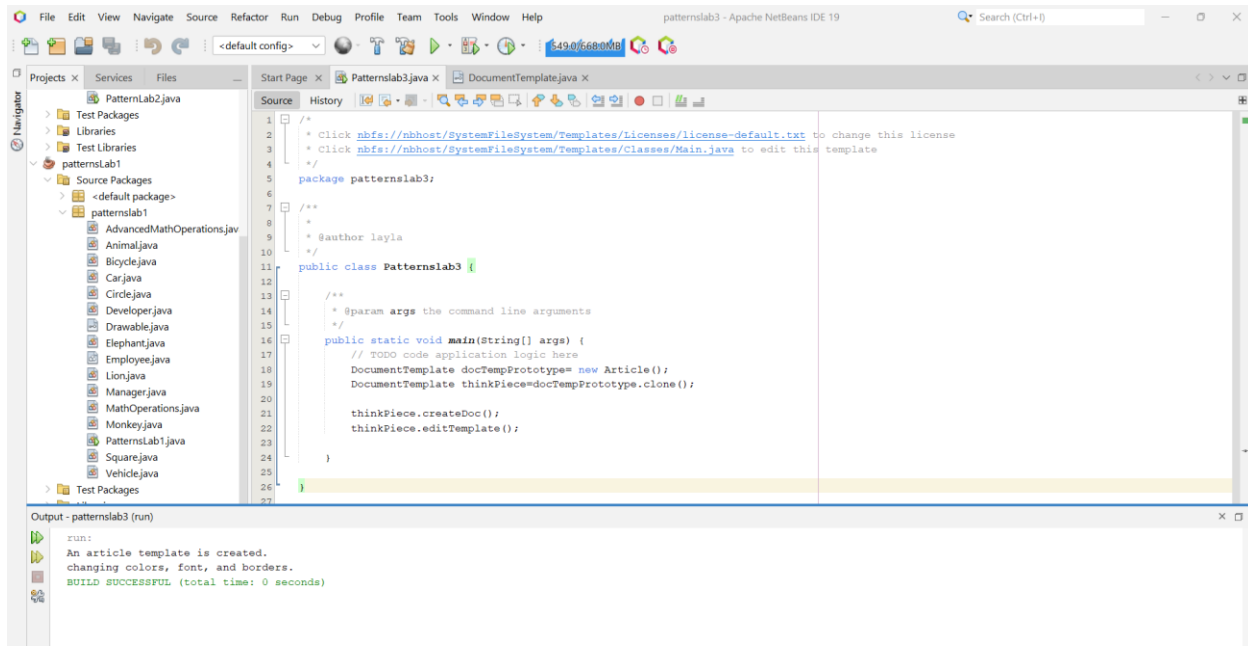 File Edit View Navigate Source Refactor Run Debug Profile Team Tools Window Help patternslab3 - Apache NetBeans IDE 19 Search (Ctrl+I)
<default config> 549.0/668.0MB
Projects Services Files Start Page Patternslab3.java DocumentTemplate.java
Navigator
Source History
PatternLab2.java
Test Packages
Libraries
Test Libraries
patternsLab1
Source Packages
<default package>
patternslab1
AdvancedMathOperations.jav
Animal.java
Bicycle.java
Car.java
Circle.java
Developer.java
Drawable.java
Elephant.java
Employee.java
Lion.java
Manager.java
MathOperations.java
Monkey.java
PatternsLab1.java
Square.java
Vehicle.java
Test Packages
1 /*
2 * Click nbfs://nbhost/SystemFileSystem/Templates/Licenses/license-default.txt to change this license
3 * Click nbfs://nbhost/SystemFileSystem/Templates/Classes/Main.java to edit this template
4 */
5 package patternslab3;
6
7 /**
8 *
9 * @author layla
10 */
11 public class Patternslab3 {
12
13 /**
14 * @param args the command line arguments
15 */
16 public static void main(String[] args) {
17 // TODO code application logic here
18 DocumentTemplate docTempPrototype= new Article();
19 DocumentTemplate thinkPiece=docTempPrototype.clone();
20
21 thinkPiece.createDoc();
22 thinkPiece.editTemplate();
23
24 }
25
26 }
27
Output - patternslab3 (run)
run:
An article template is created.
changing colors, font, and borders.
BUILD SUCCESSFUL (total time: 0 seconds)